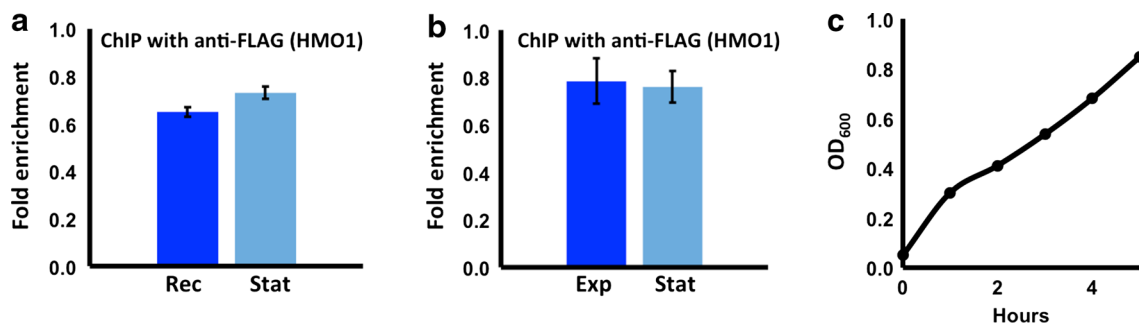 a
ChIP with anti-FLAG (HMO1)
Fold enrichment
1.0
0.8
0.6
0.4
0.2
0.0
Rec Stat
b
ChIP with anti-FLAG (HMO1)
Fold enrichment
1.0
0.8
0.6
0.4
0.2
0.0
Exp Stat
c
OD600
1.0
0.8
0.6
0.4
0.2
0.0
0 2 4
Hours